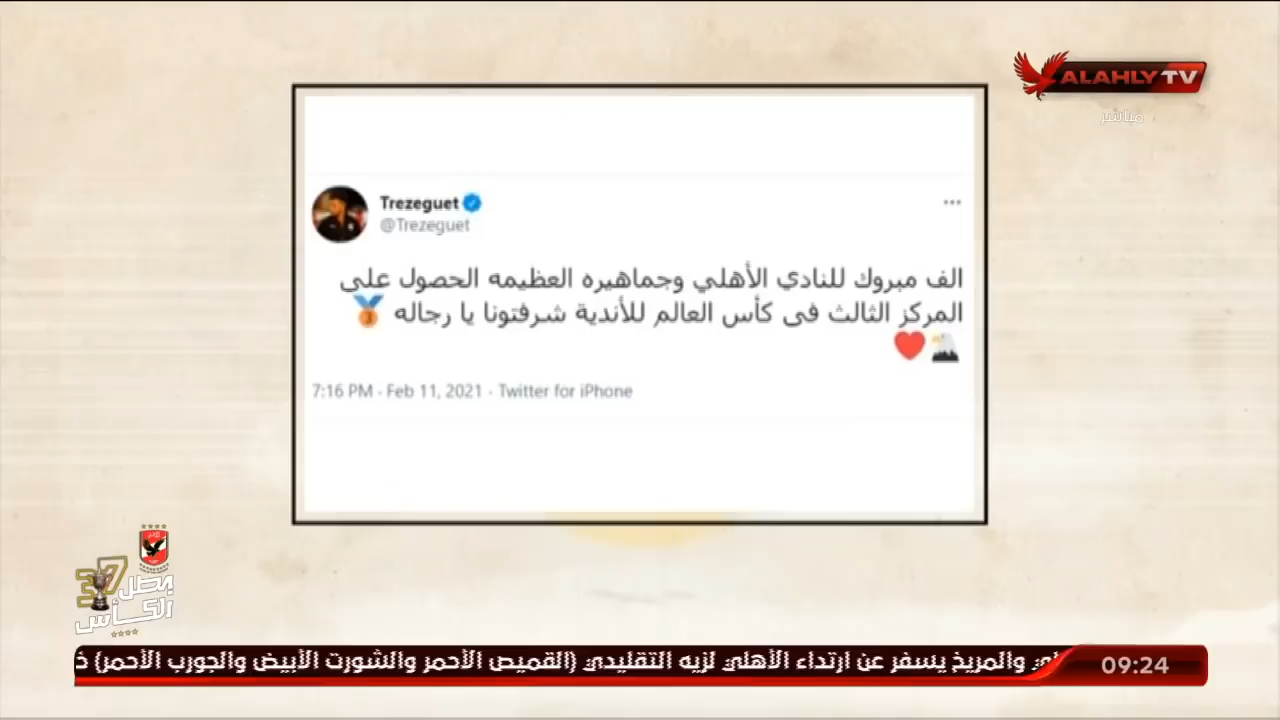 ALAHLY TV
مباشر
Trezeguet
@Trezeguet
الف مبروك للنادي الأهلي وجماهيره العظيمه الحصول على
المركز الثالث فى كأس العالم للأندية شرفتونا يا رجاله 🥉
🦅❤️
7:16 PM · Feb 11, 2021 · Twitter for iPhone
37
بطل
الكأس
والمريخ يسفر عن ارتداء الأهلي لزيه التقليدي (القميص الأحمر والشورت الأبيض والجورب الأحمر)
09:24